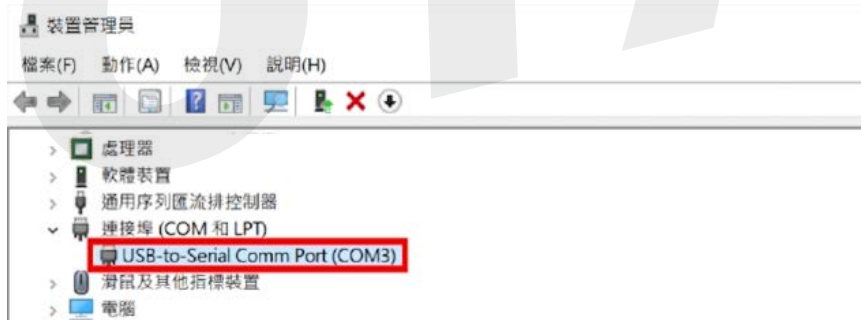 裝置管理員
檔案(F) 動作(A) 檢視(V) 說明(H)
處理器
軟體裝置
通用序列匯流排控制器
連接埠 (COM 和 LPT)
USB-to-Serial Comm Port (COM3)
滑鼠及其他指標裝置
電腦